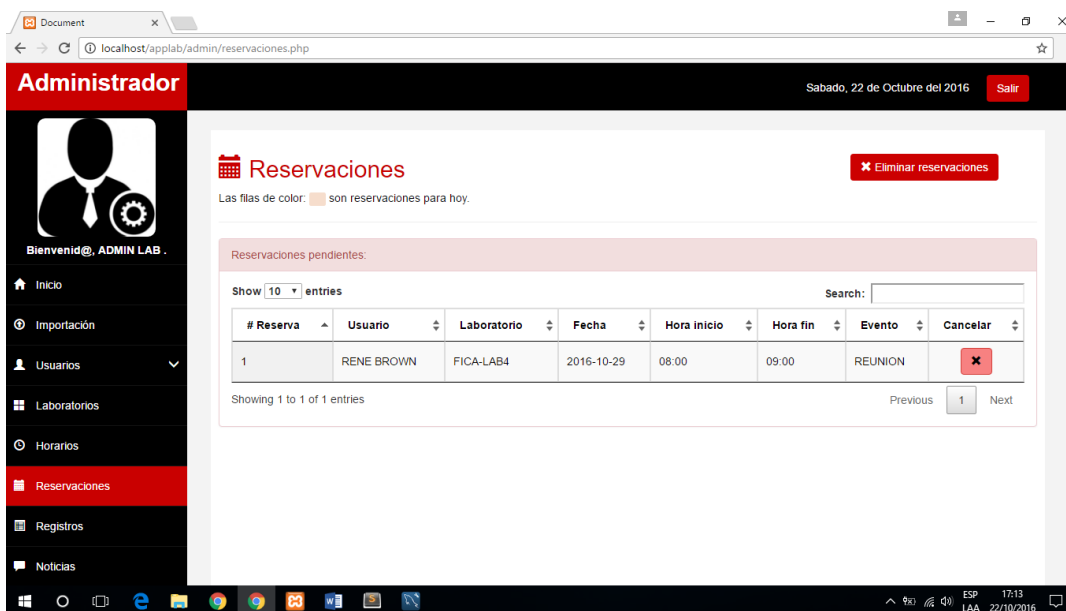 Document
localhost/applab/admin/reservaciones.php
Administrador
Sabado, 22 de Octubre del 2016
Salir
Bienvenid@, ADMIN LAB .
Inicio
Importación
Usuarios
Laboratorios
Horarios
Reservaciones
Registros
Noticias
Reservaciones
Eliminar reservaciones
Las filas de color: son reservaciones para hoy.
Reservaciones pendientes:
Show 10 entries
Search:
# Reserva Usuario Laboratorio Fecha Hora inicio Hora fin Evento Cancelar
1 RENE BROWN FICA-LAB4 2016-10-29 08:00 09:00 REUNION
Showing 1 to 1 of 1 entries
Previous 1 Next
ESP 17:13
LAA 22/10/2016